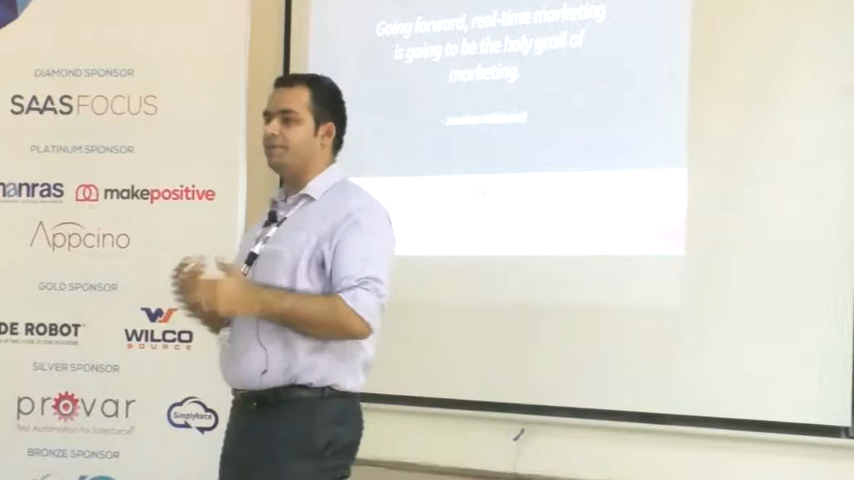 DIAMOND SPONSOR
SAASFOCUS
PLATINUM SPONSOR
manras
makepositive
Appcino
GOLD SPONSOR
DE ROBOT
WILCO
SOURCE
SILVER SPONSOR
provar
Test Automation for Salesforce
Simplyforce
BRONZE SPONSOR
Going forward, real-time marketing
is going to be the holy grail of
marketing.